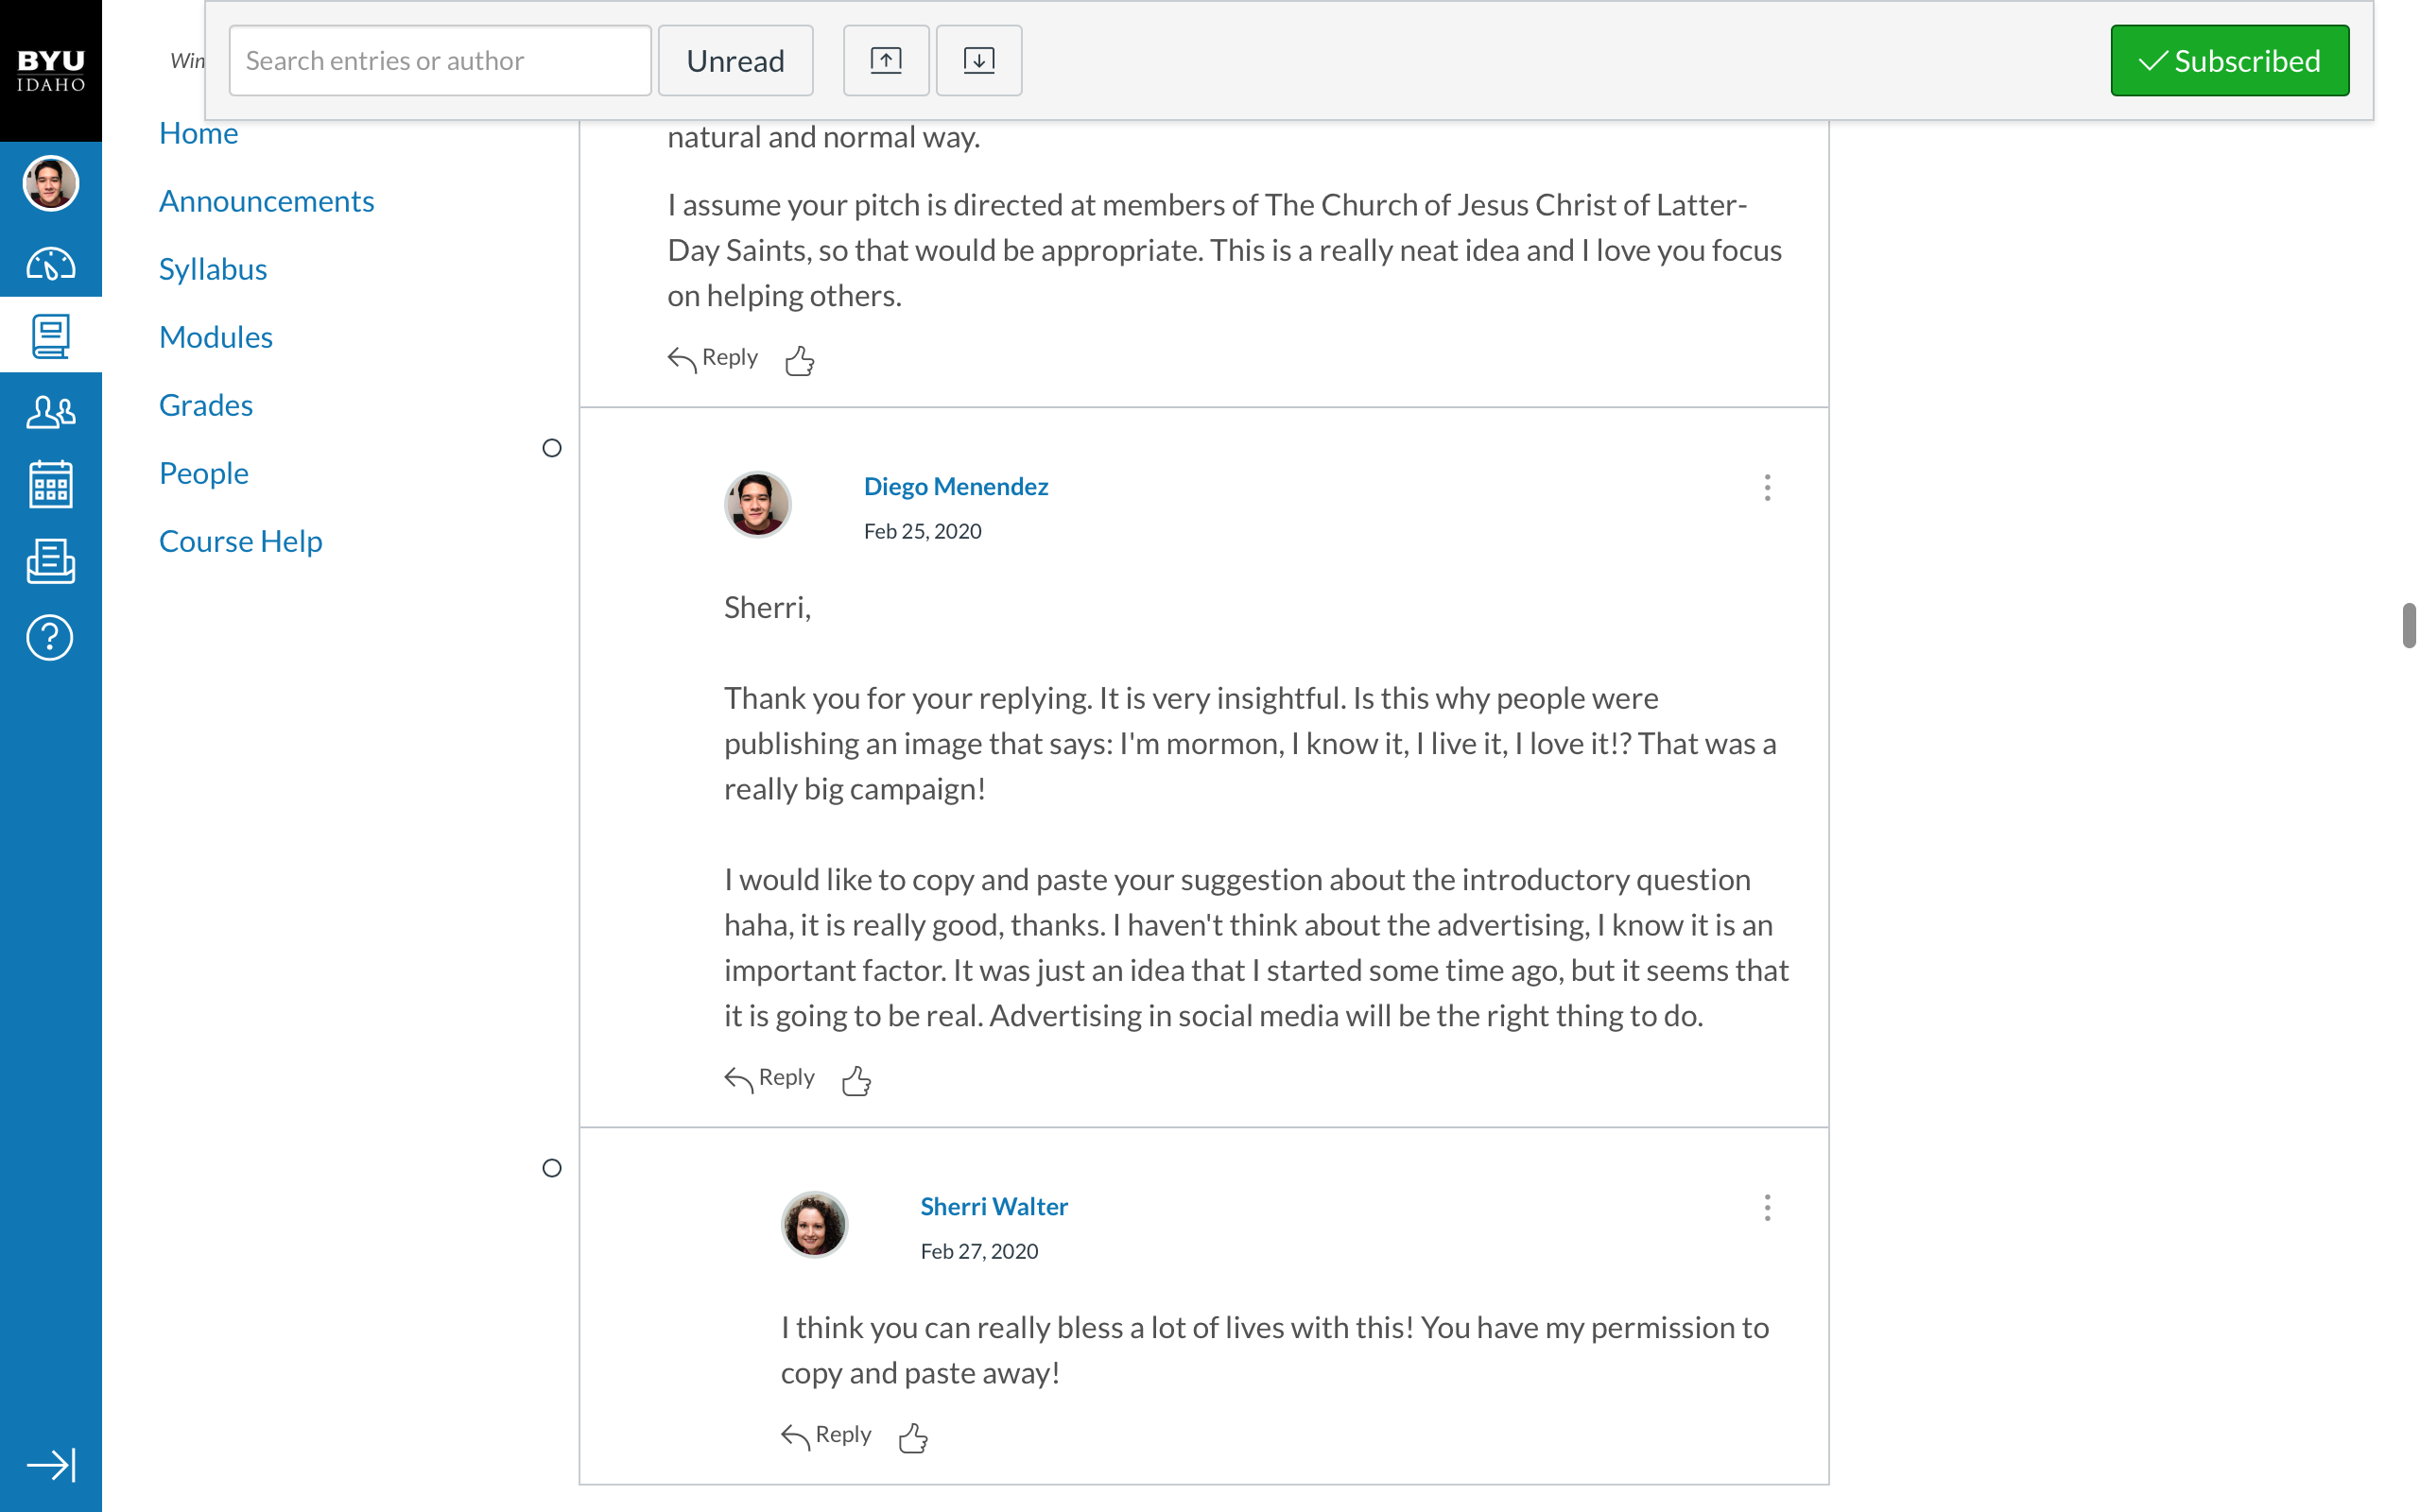 BYU
IDAHO
Win
Search entries or author
Unread
Subscribed
Home
Announcements
Syllabus
Modules
Grades
People
Course Help
natural and normal way.
I assume your pitch is directed at members of The Church of Jesus Christ of Latter-
Day Saints, so that would be appropriate. This is a really neat idea and I love you focus
on helping others.
Reply
Diego Menendez
Feb 25, 2020
Sherri,
Thank you for your replying. It is very insightful. Is this why people were
publishing an image that says: I'm mormon, I know it, I live it, I love it!? That was a
really big campaign!
I would like to copy and paste your suggestion about the introductory question
haha, it is really good, thanks. I haven't think about the advertising, I know it is an
important factor. It was just an idea that I started some time ago, but it seems that
it is going to be real. Advertising in social media will be the right thing to do.
Reply
Sherri Walter
Feb 27, 2020
I think you can really bless a lot of lives with this! You have my permission to
copy and paste away!
Reply